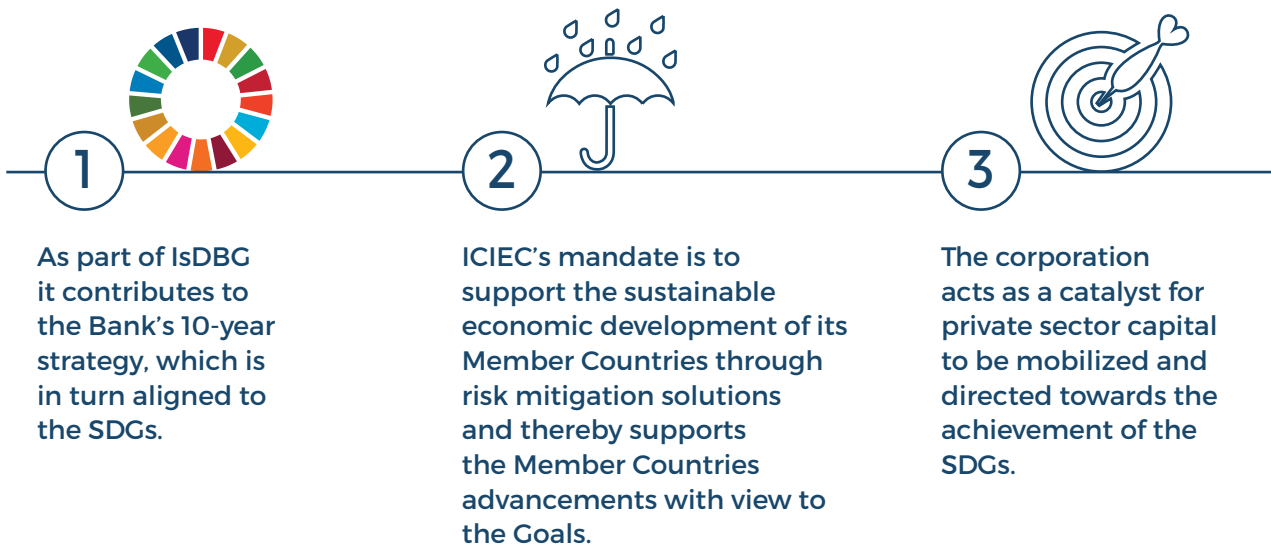 1
As part of IsDBG
it contributes to
the Bank's 10-year
strategy, which is
in turn aligned to
the SDGs.
2
ICIEC's mandate is to
support the sustainable
economic development of its
Member Countries through
risk mitigation solutions
and thereby supports
the Member Countries
advancements with view to
the Goals.
3
The corporation
acts as a catalyst for
private sector capital
to be mobilized and
directed towards the
achievement of the
SDGs.